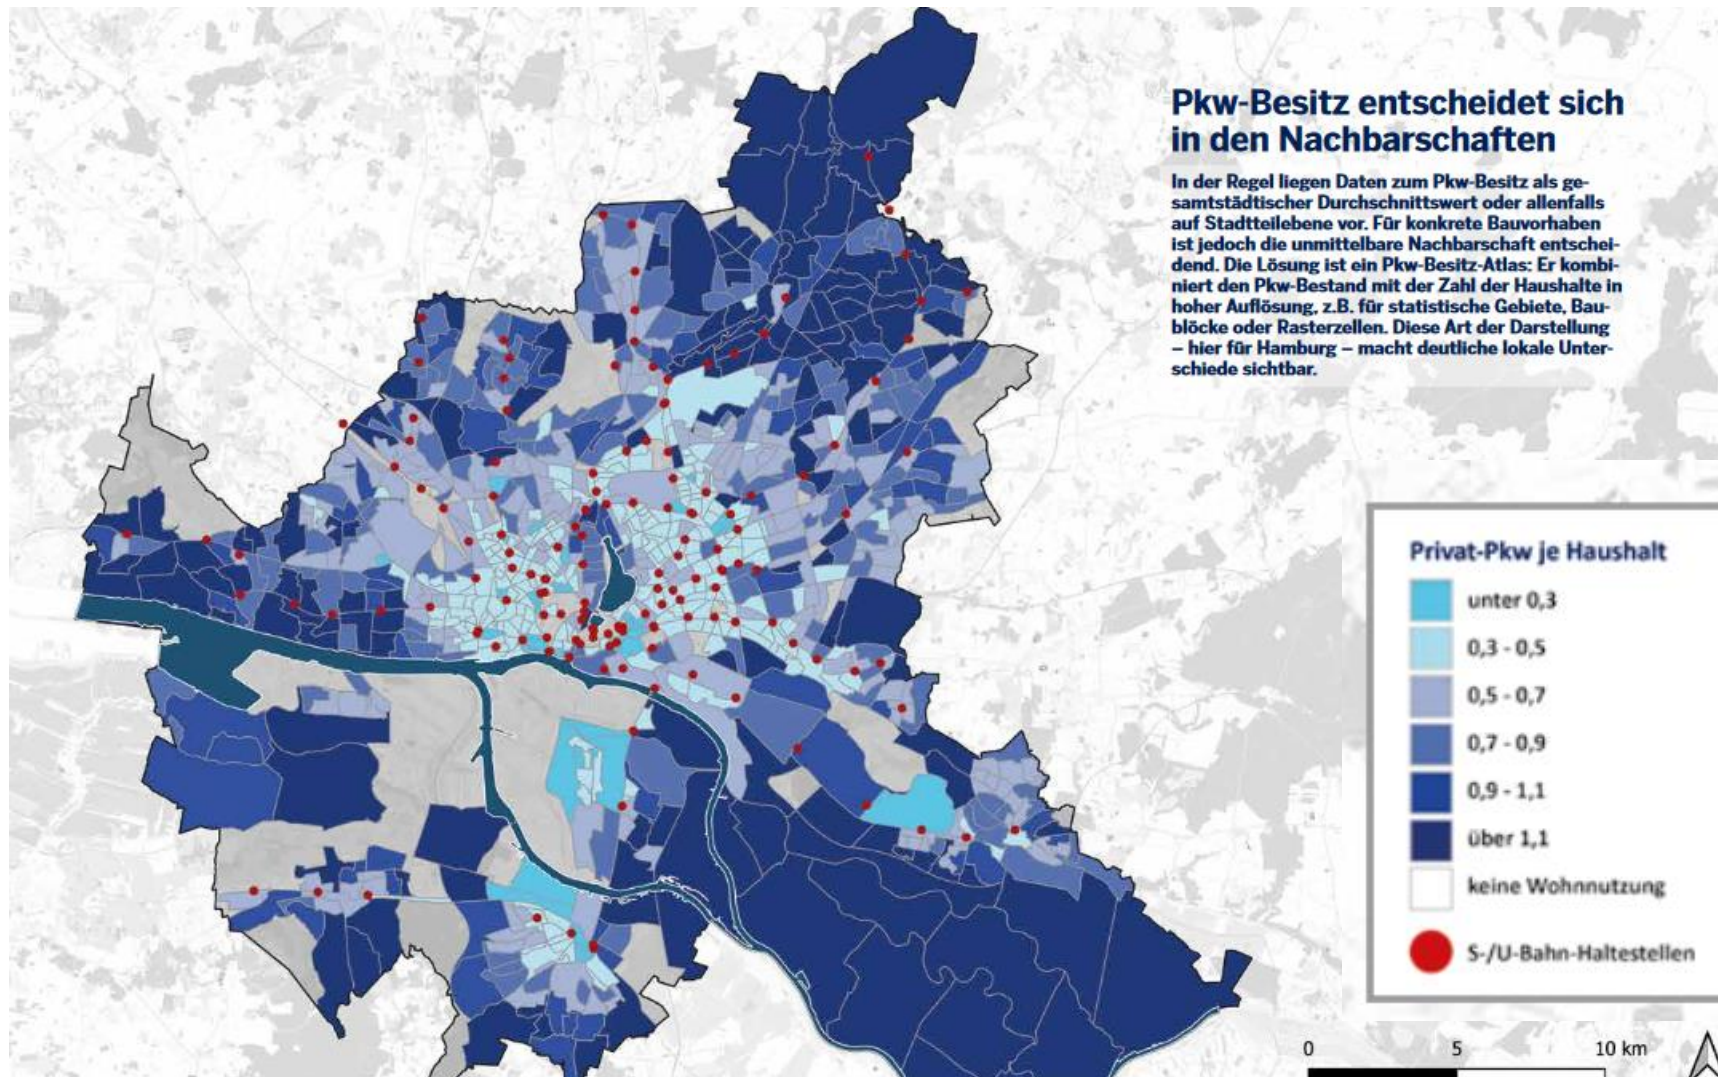 Pkw-Besitz entscheidet sich
in den Nachbarschaften
In der Regel liegen Daten zum Pkw-Besitz als ge-
samtstädtischer Durchschnittswert oder allenfalls
auf Stadtteilebene vor. Für konkrete Bauvorhaben
ist jedoch die unmittelbare Nachbarschaft entschei-
dend. Die Lösung ist ein Pkw-Besitz-Atlas: Er kombi-
niert den Pkw-Bestand mit der Zahl der Haushalte in
hoher Auflösung, z.B. für statistische Gebiete, Bau-
blöcke oder Rasterzellen. Diese Art der Darstellung
– hier für Hamburg – macht deutliche lokale Unter-
schiede sichtbar.
Privat-Pkw je Haushalt
unter 0,3
0,3 - 0,5
0,5 - 0,7
0,7 - 0,9
0,9 - 1,1
über 1,1
keine Wohnnutzung
S-/U-Bahn-Haltestellen
0 5 10 km